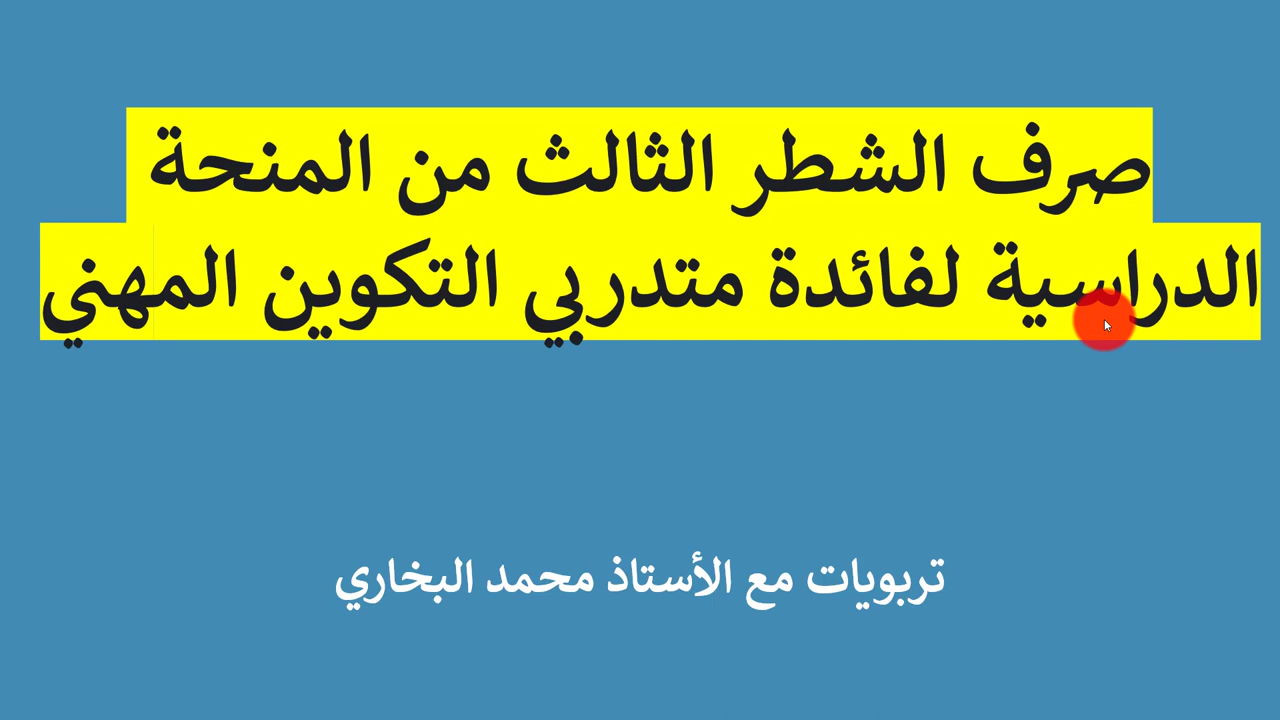 صرف الشطر الثالث من المنحة
الدراسية لفائدة متدربي التكوين المهني
تربويات مع الأستاذ محمد البخاري